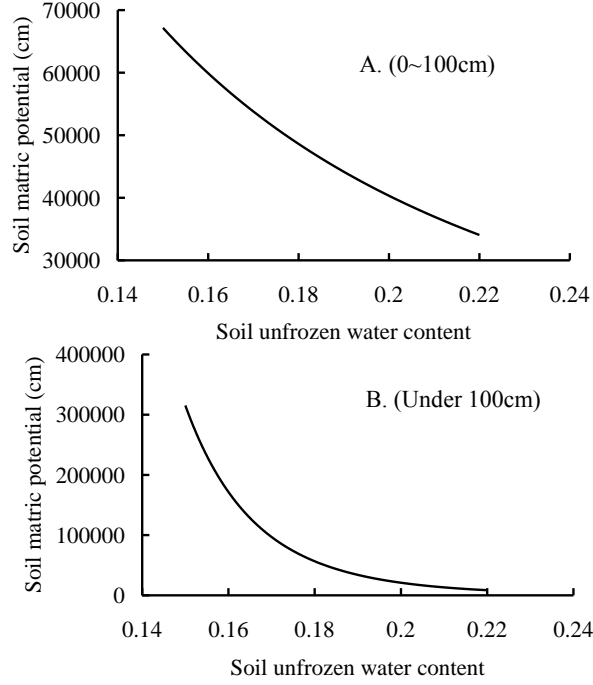 Soil matric potential (cm)
70000
60000
50000
40000
30000
A. (0~100cm)
0.14 0.16 0.18 0.2 0.22 0.24
Soil unfrozen water content
Soil matric potential (cm)
400000
300000
200000
100000
0
B. (Under 100cm)
0.14 0.16 0.18 0.2 0.22 0.24
Soil unfrozen water content